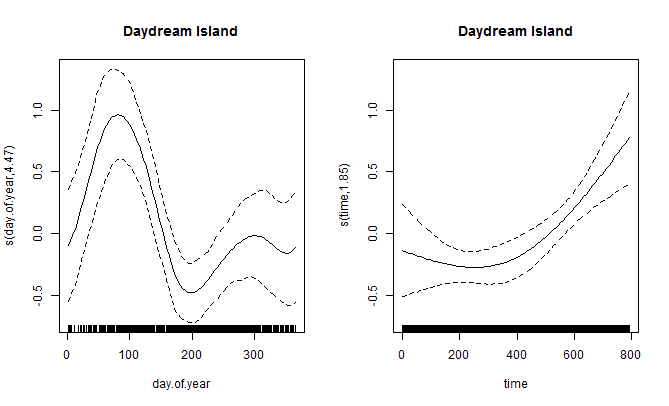 Daydream Island
s(day.of.year,4.47)
1.0
0.5
0.0
-0.5
0 100 200 300
day.of.year
Daydream Island
s(time,1.85)
1.0
0.5
0.0
-0.5
0 200 400 600 800
time